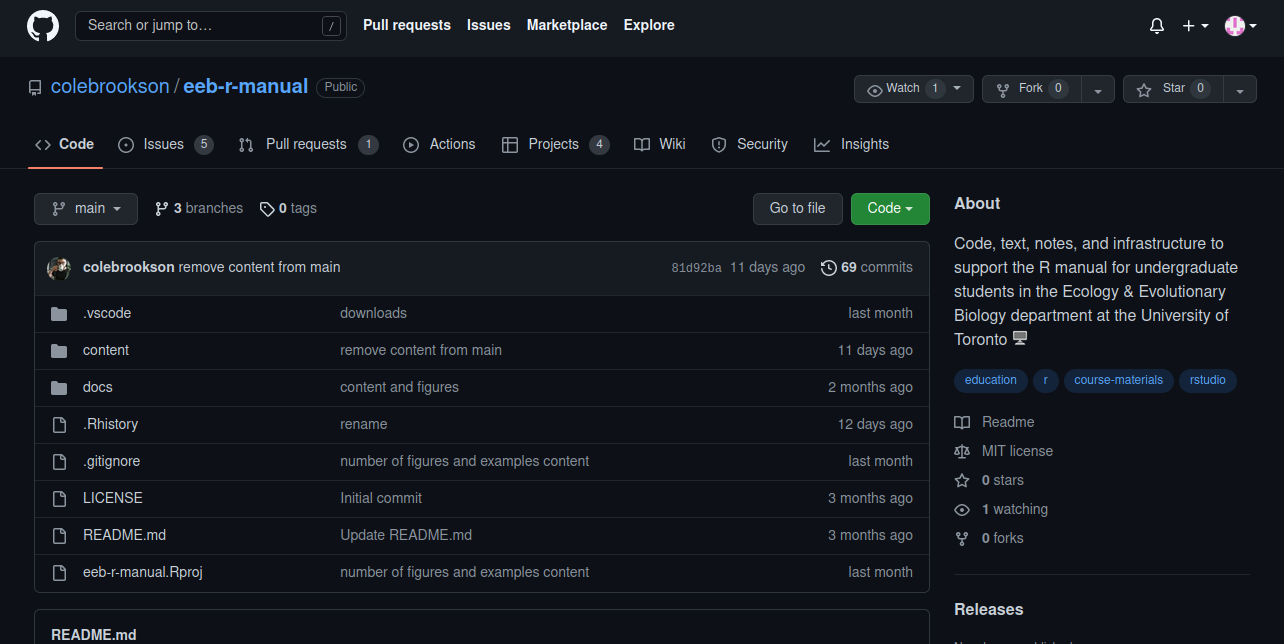 Search or jump to… /
Pull requests Issues Marketplace Explore
colebrookson / eeb-r-manual Public
Watch 1 Fork 0 Star 0
Code Issues 5 Pull requests 1 Actions Projects 4 Wiki Security Insights
main 3 branches 0 tags Go to file Code
colebrookson remove content from main 81d92ba 11 days ago 69 commits
.vscode downloads last month
content remove content from main 11 days ago
docs content and figures 2 months ago
.Rhistory rename 12 days ago
.gitignore number of figures and examples content last month
LICENSE Initial commit 3 months ago
README.md Update README.md 3 months ago
eeb-r-manual.Rproj number of figures and examples content last month
README.md
About
Code, text, notes, and infrastructure to
support the R manual for undergraduate
students in the Ecology & Evolutionary
Biology department at the University of
Toronto 🖥️
education r course-materials rstudio
Readme
MIT license
0 stars
1 watching
0 forks
Releases